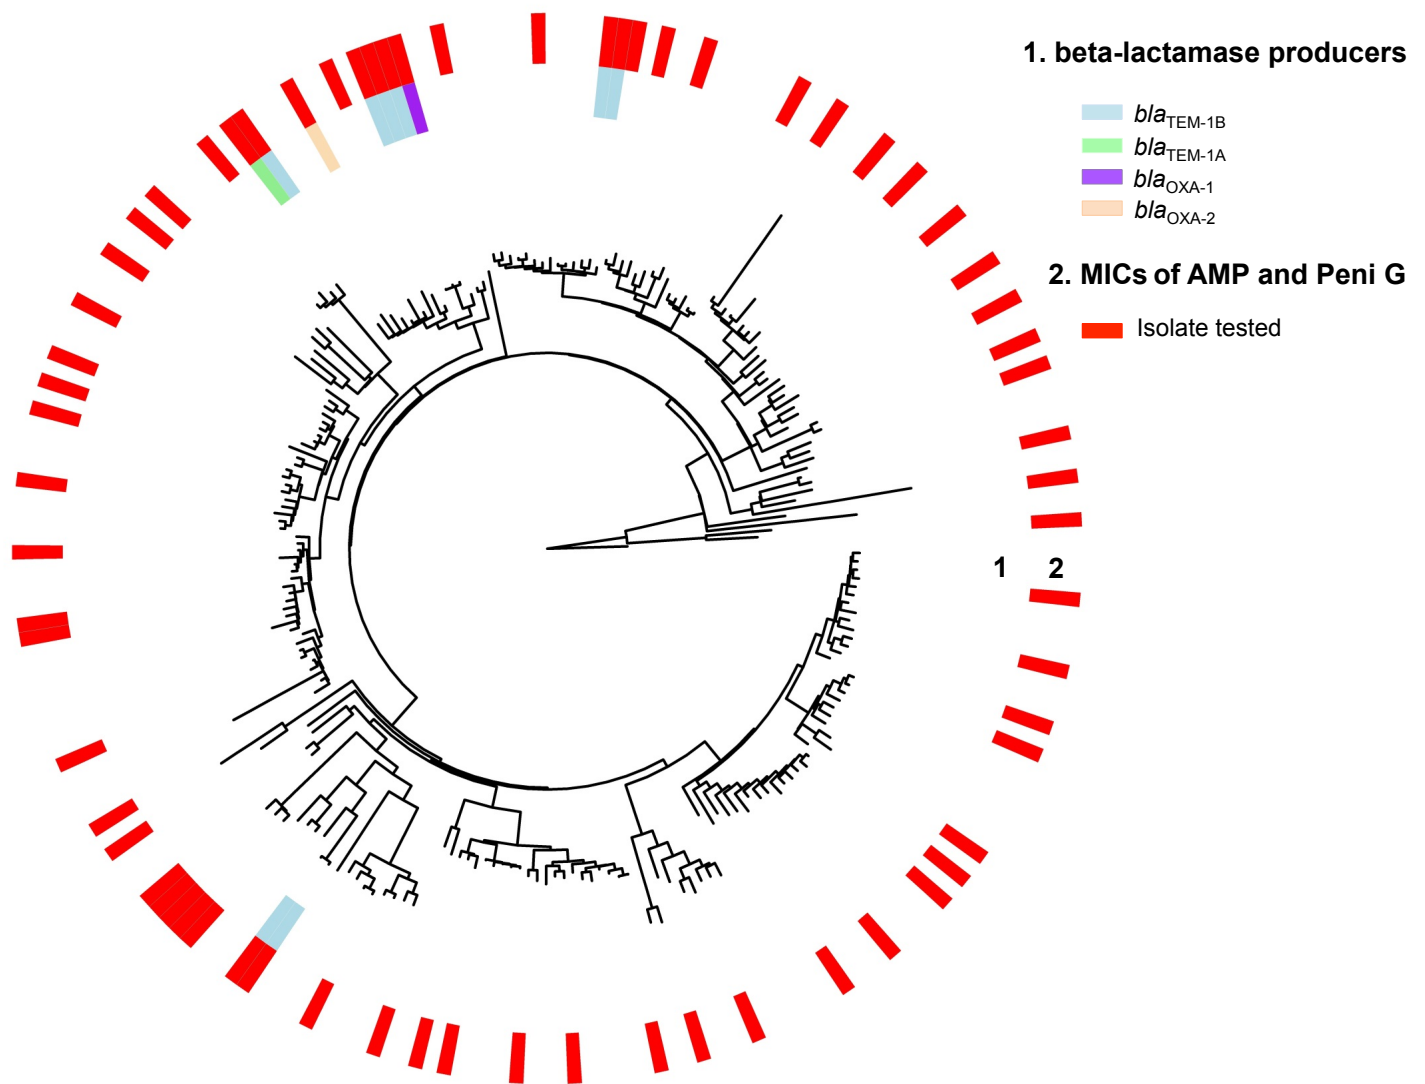 1. beta-lactamase producers
blaTEM-1B
blaTEM-1A
blaOXA-1
blaOXA-2
2. MICs of AMP and Peni G
Isolate tested
1 2